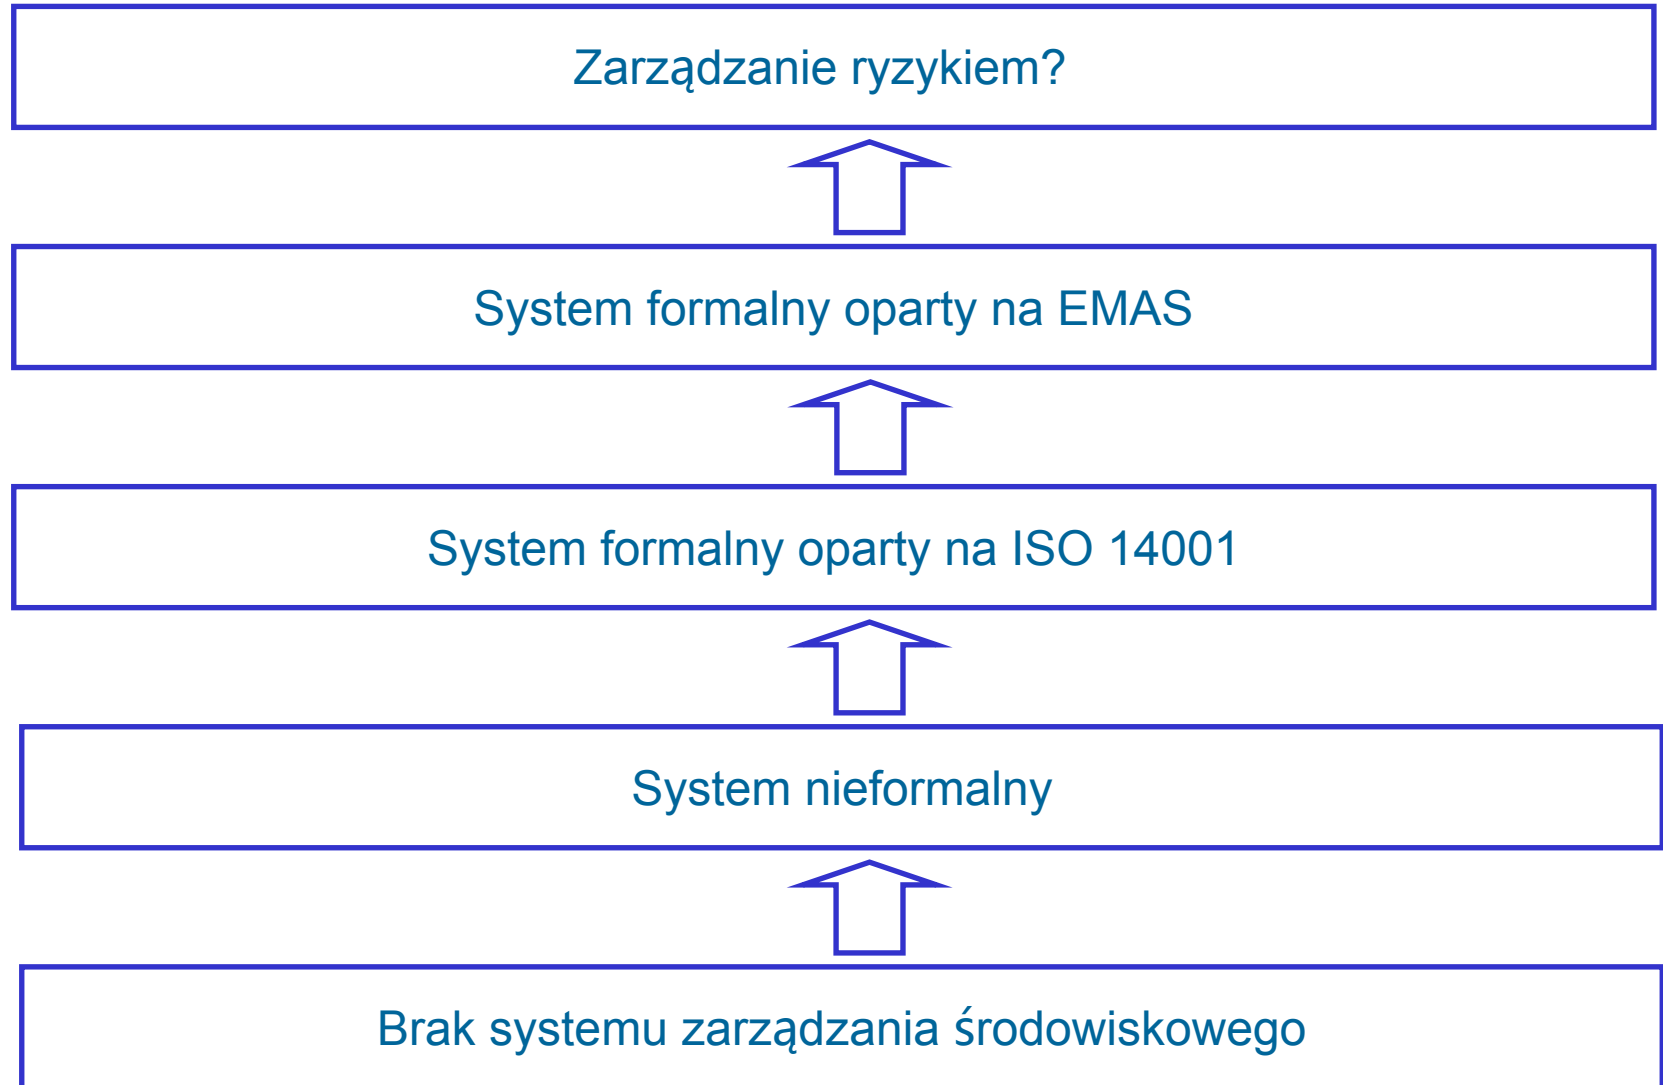 Zarządzanie ryzykiem?
System formalny oparty na EMAS
System formalny oparty na ISO 14001
System nieformalny
Brak systemu zarządzania środowiskowego